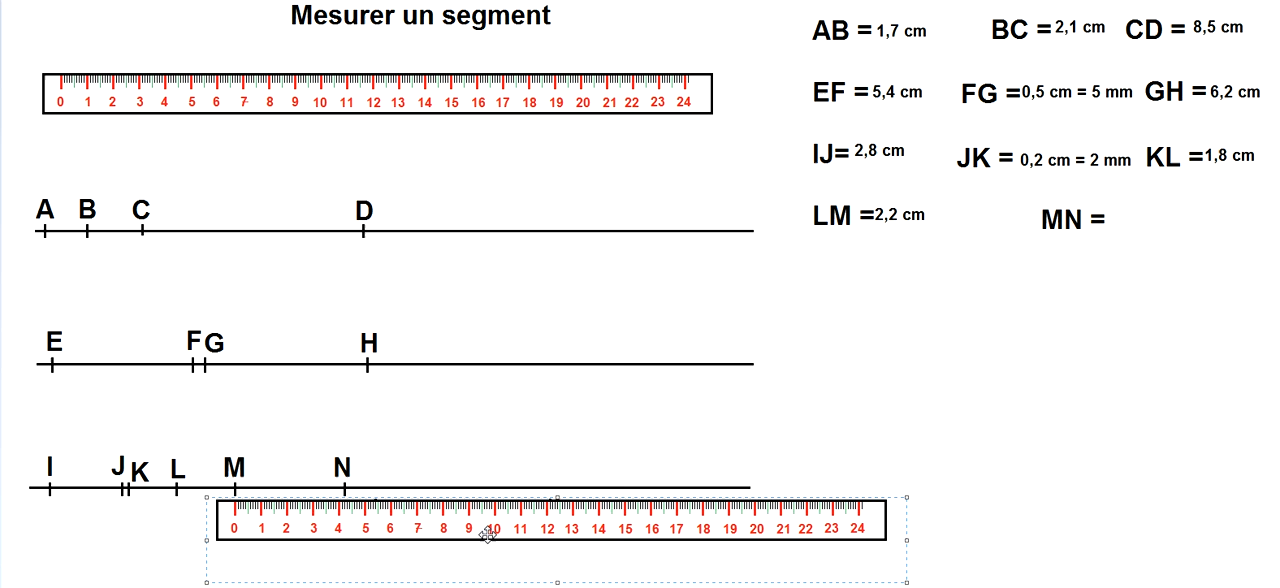 Mesurer un segment
AB = 1,7 cm BC = 2,1 cm CD = 8,5 cm
EF = 5,4 cm FG =0,5 cm = 5 mm GH = 6,2 cm
IJ= 2,8 cm JK = 0,2 cm = 2 mm KL =1,8 cm
LM =2,2 cm MN =
0 1 2 3 4 5 6 7 8 9 10 11 12 13 14 15 16 17 18 19 20 21 22 23 24
A B C D
E F G H
I J K L M N
0 1 2 3 4 5 6 7 8 9 10 11 12 13 14 15 16 17 18 19 20 21 22 23 24